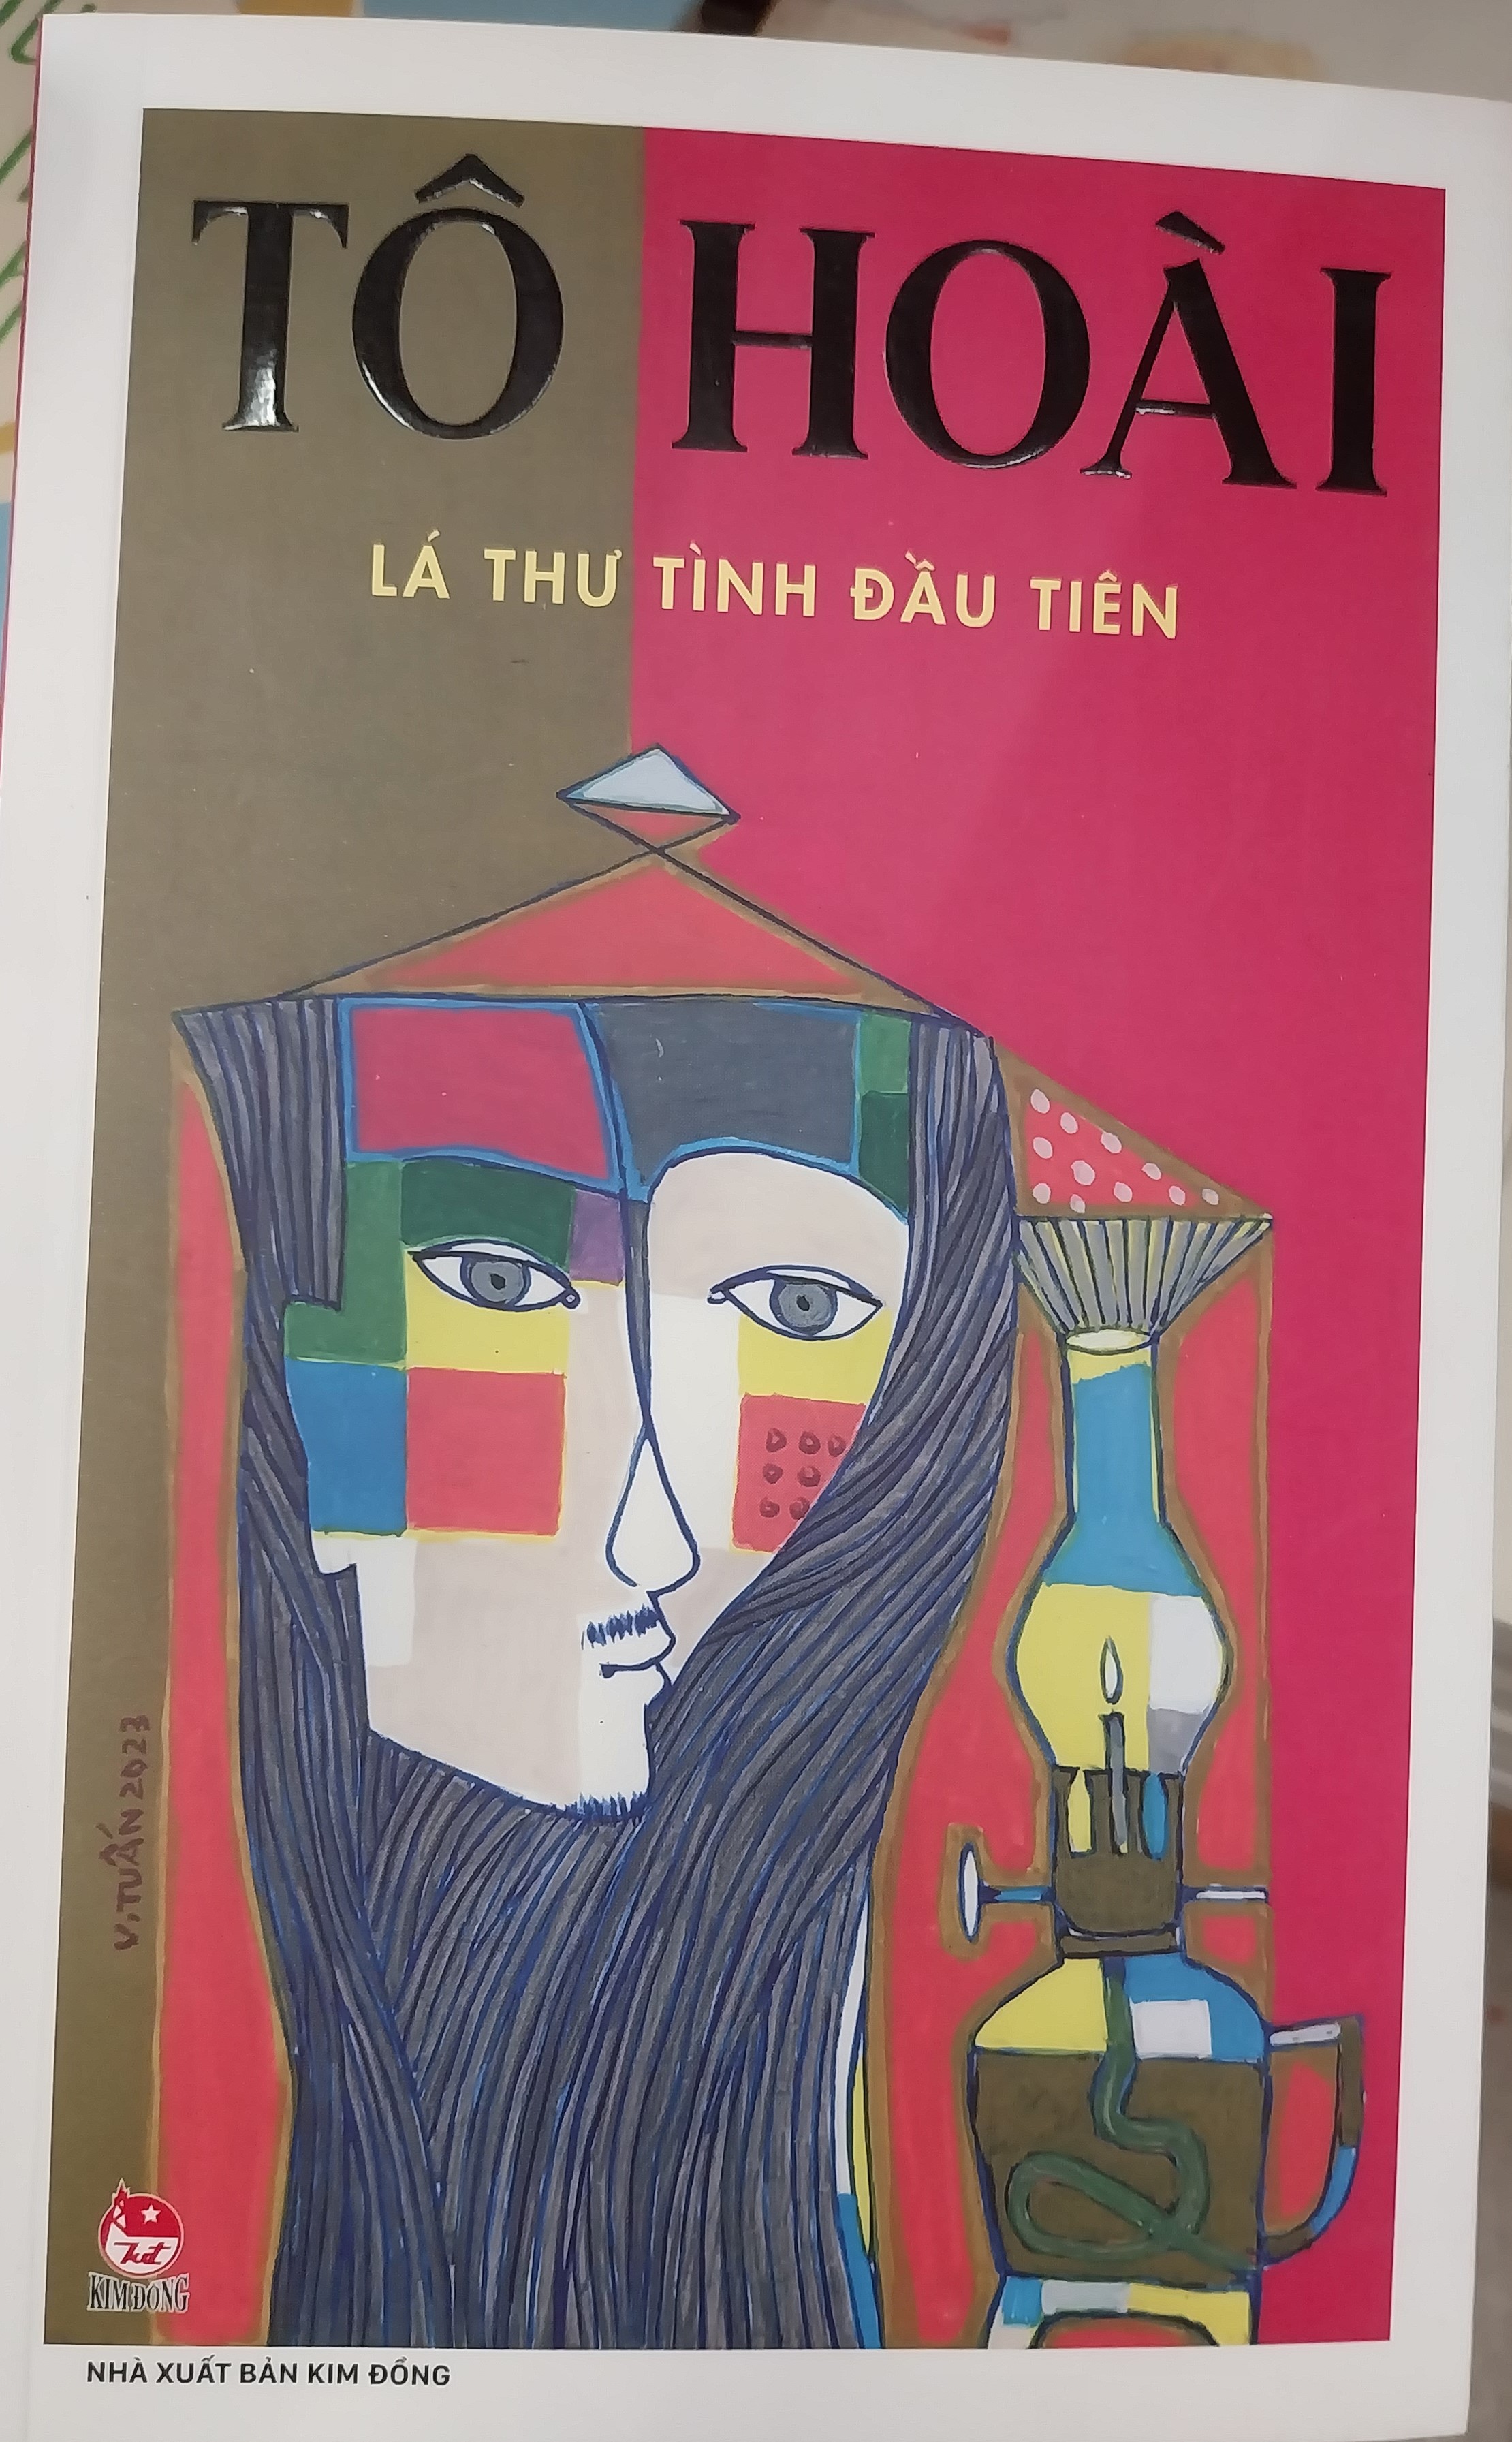 TÔ HOÀI
LÁ THƯ TÌNH ĐẦU TIÊN
V.TUẤN 2023
KIM ĐỒNG
NHÀ XUẤT BẢN KIM ĐỒNG